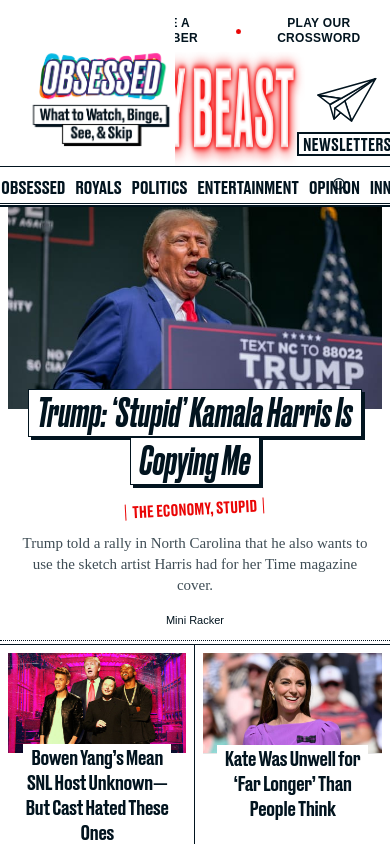 E A
BER
PLAY OUR
CROSSWORD
OBSESSED
What to Watch, Binge,
See, & Skip
Y BEAST
NEWSLETTERS
OBSESSED ROYALS POLITICS ENTERTAINMENT OPINION INN
TEXT NC TO 88022
TRUMP
VANCE
Trump: ‘Stupid’ Kamala Harris Is
Copying Me
THE ECONOMY, STUPID
Trump told a rally in North Carolina that he also wants to
use the sketch artist Harris had for her Time magazine
cover.
Mini Racker
Bowen Yang’s Mean
SNL Host Unknown—
But Cast Hated These
Ones
Kate Was Unwell for
‘Far Longer’ Than
People Think